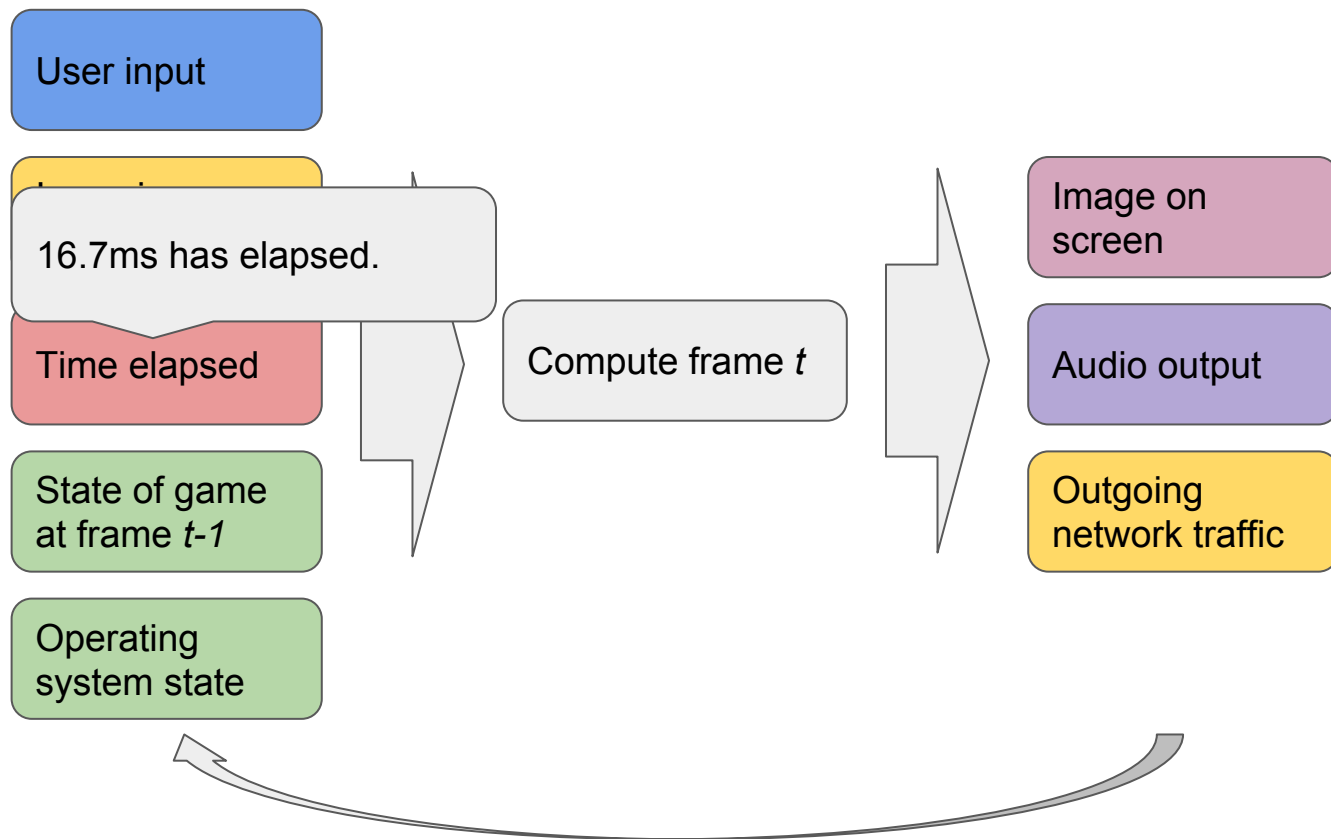 User input
16.7ms has elapsed.
Time elapsed
State of game
at frame t-1
Operating
system state
Compute frame t
Image on
screen
Audio output
Outgoing
network traffic